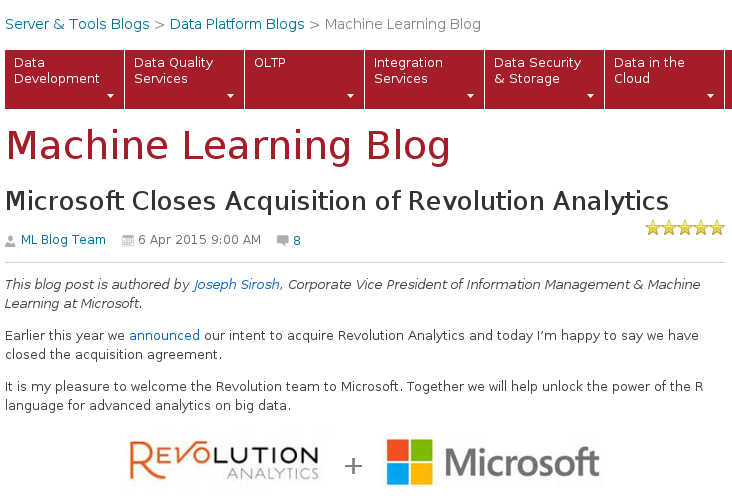 Server & Tools Blogs > Data Platform Blogs > Machine Learning Blog
Data Development
Data Quality Services
OLTP
Integration Services
Data Security & Storage
Data in the Cloud
Machine Learning Blog
Microsoft Closes Acquisition of Revolution Analytics
ML Blog Team 6 Apr 2015 9:00 AM 8
This blog post is authored by Joseph Sirosh, Corporate Vice President of Information Management & Machine
Learning at Microsoft.
Earlier this year we announced our intent to acquire Revolution Analytics and today I’m happy to say we have
closed the acquisition agreement.
It is my pleasure to welcome the Revolution team to Microsoft. Together we will help unlock the power of the R
language for advanced analytics on big data.
REVOLUTION
ANALYTICS + Microsoft